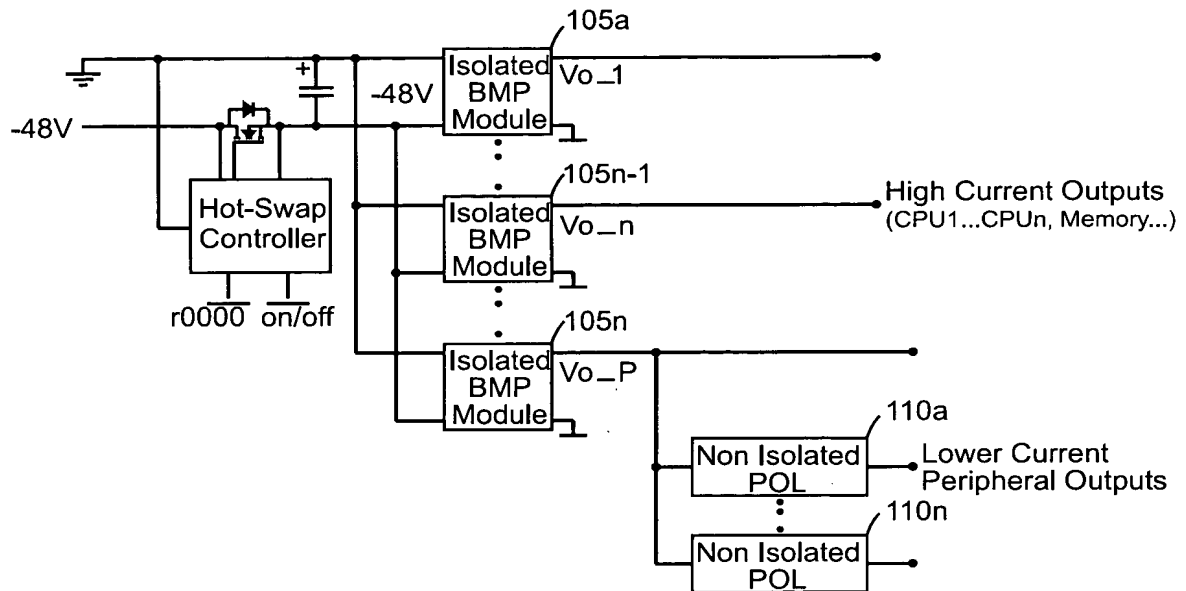 105a
Isolated
BMP
Module
Vo_1
+
-48V
-48V
105n-1
Isolated
BMP
Module
Vo_n
High Current Outputs
(CPU1...CPUn, Memory...)
Hot-Swap
Controller
r0000 on/off
105n
Isolated
BMP
Module
Vo_P
110a
Non Isolated
POL
Lower Current
Peripheral Outputs
110n
Non Isolated
POL